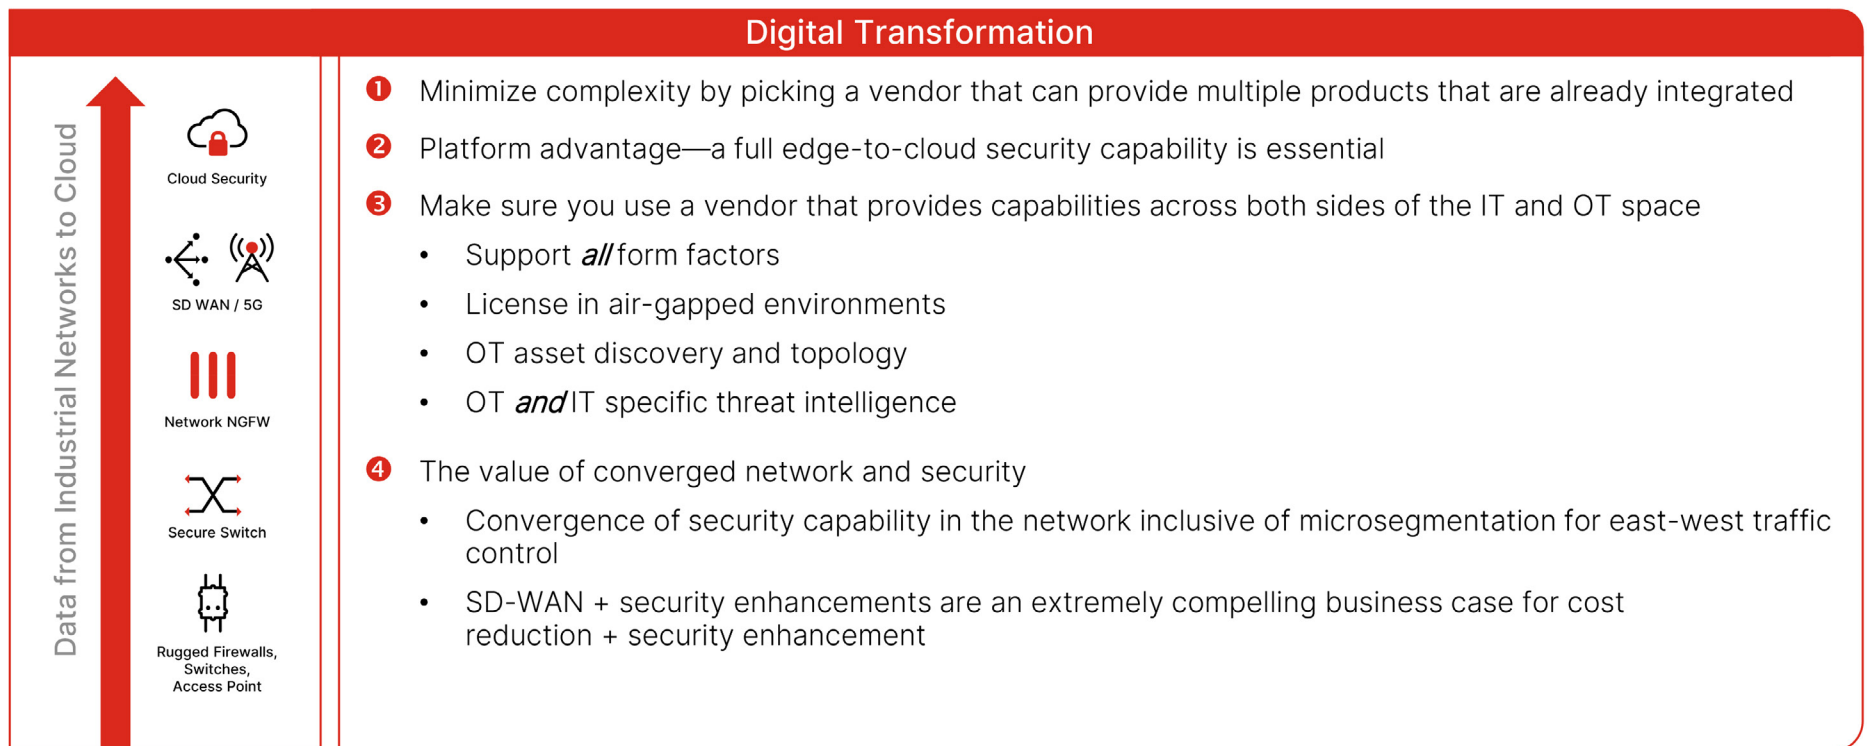 Digital Transformation
Data from Industrial Networks to Cloud
Cloud Security
SD WAN / 5G
Network NGFW
Secure Switch
Rugged Firewalls,
Switches,
Access Point
1 Minimize complexity by picking a vendor that can provide multiple products that are already integrated
2 Platform advantage—a full edge-to-cloud security capability is essential
3 Make sure you use a vendor that provides capabilities across both sides of the IT and OT space
• Support all form factors
• License in air-gapped environments
• OT asset discovery and topology
• OT and IT specific threat intelligence
4 The value of converged network and security
• Convergence of security capability in the network inclusive of microsegmentation for east-west traffic
control
• SD-WAN + security enhancements are an extremely compelling business case for cost
reduction + security enhancement